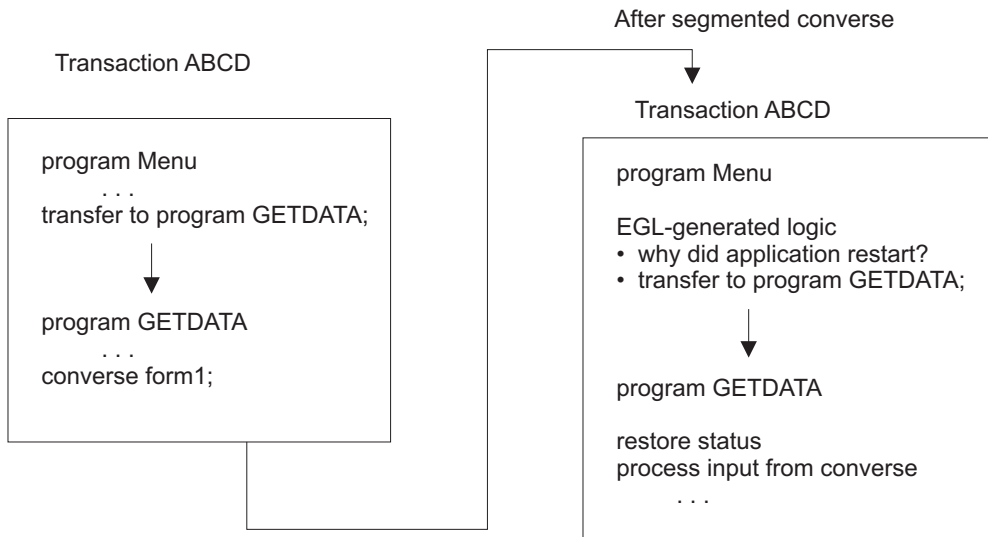 Transaction ABCD
program Menu
. . .
transfer to program GETDATA;
program GETDATA
. . .
converse form1;
After segmented converse
Transaction ABCD
program Menu
EGL-generated logic
• why did application restart?
• transfer to program GETDATA;
program GETDATA
restore status
process input from converse
. . .